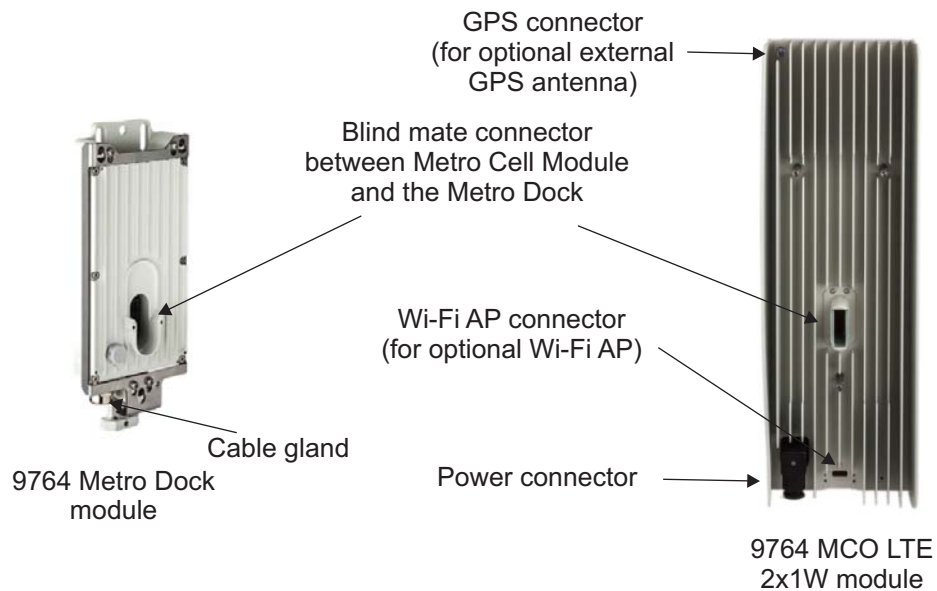 GPS connector
(for optional external
GPS antenna)
Blind mate connector
between Metro Cell Module
and the Metro Dock
Wi-Fi AP connector
(for optional Wi-Fi AP)
Cable gland
9764 Metro Dock
module
Power connector
9764 MCO LTE
2x1W module